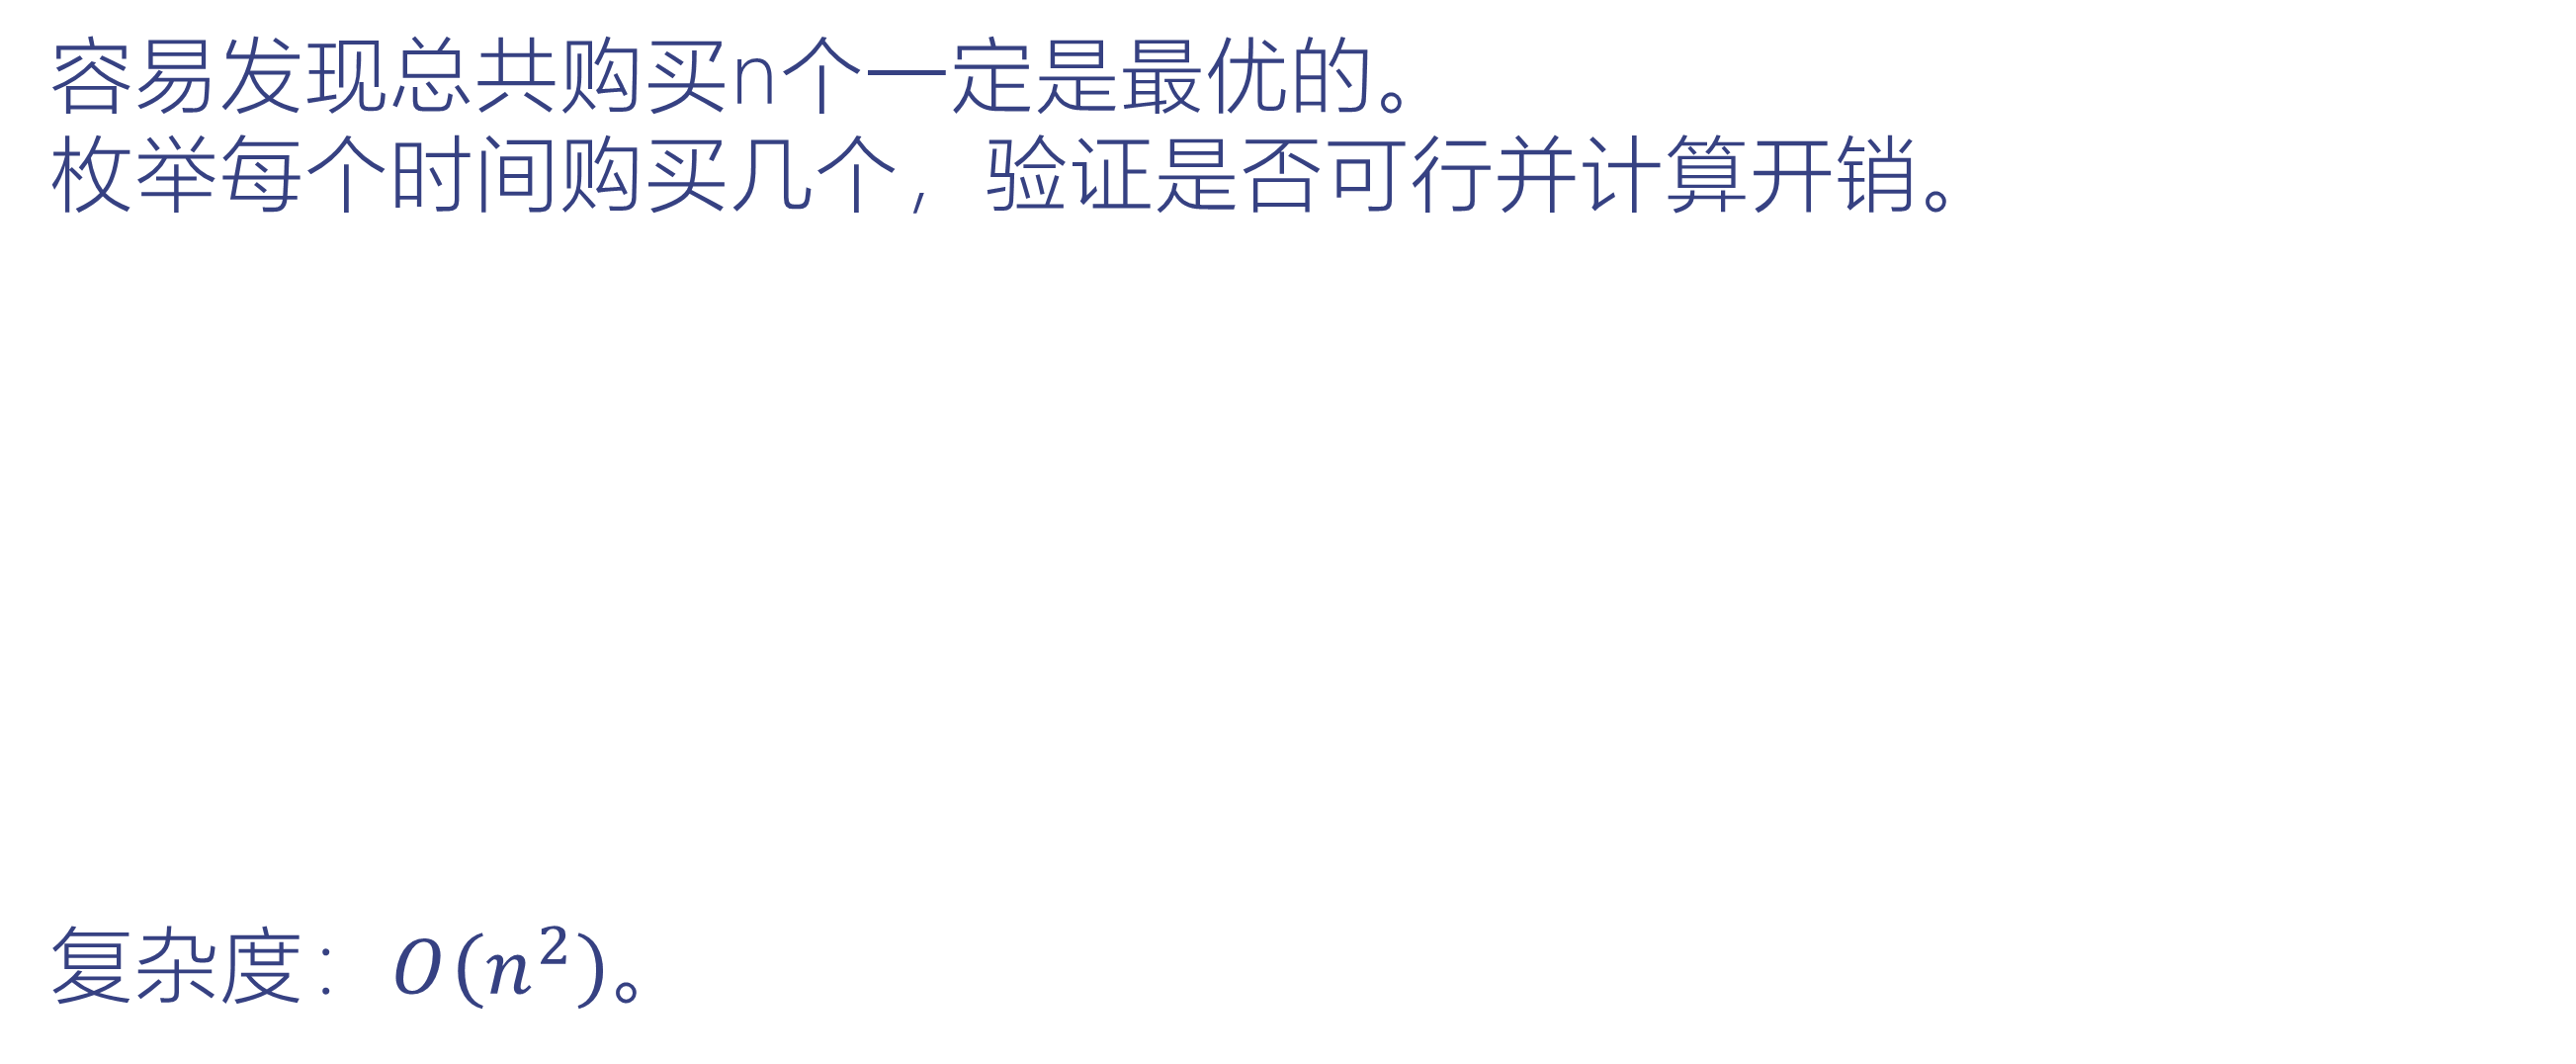 容易发现总共购买n个一定是最优的。
枚举每个时间购买几个，验证是否可行并计算开销。
复杂度：O(n²)。